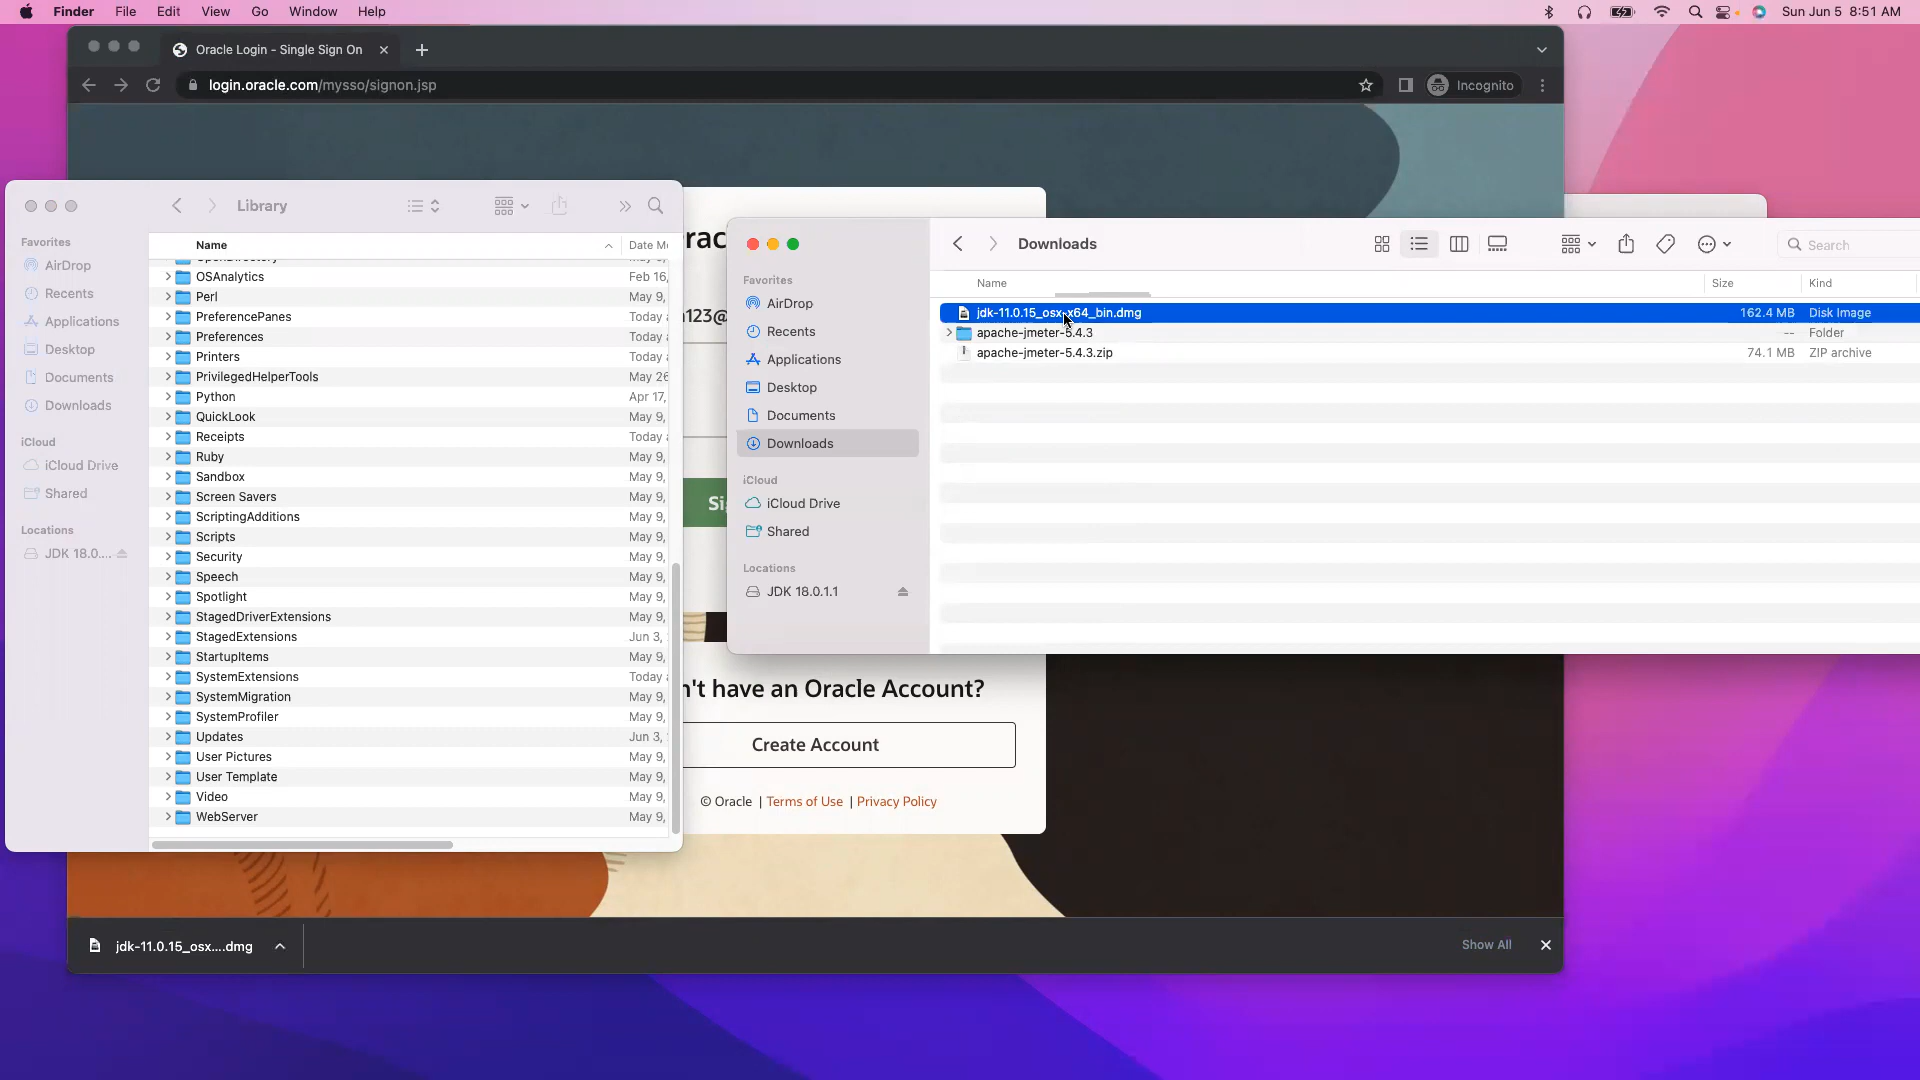 Finder File Edit View Go Window Help
Sun Jun 5 8:51 AM
Oracle Login - Single Sign On
login.oracle.com/mysso/signon.jsp
Incognito
Library
Favorites
AirDrop
Recents
Applications
Desktop
Documents
Downloads
iCloud
iCloud Drive
Shared
Locations
JDK 18.0....
Name
OSAnalytics Feb 16,
Perl May 9,
PreferencePanes Today
Preferences Today
Printers Today
PrivilegedHelperTools May 26
Python Apr 17,
QuickLook May 9,
Receipts Today
Ruby May 9,
Sandbox May 9,
Screen Savers May 9,
ScriptingAdditions May 9,
Scripts May 9,
Security May 9,
Speech May 9,
Spotlight May 9,
StagedDriverExtensions May 9,
StagedExtensions Jun 3,
StartupItems May 9,
SystemExtensions Today
SystemMigration May 9,
SystemProfiler May 9,
Updates Jun 3,
User Pictures May 9,
User Template May 9,
Video May 9,
WebServer May 9,
Downloads
Search
Favorites
AirDrop
Recents
Applications
Desktop
Documents
Downloads
iCloud
iCloud Drive
Shared
Locations
JDK 18.0.1.1
Name Size Kind
jdk-11.0.15_osx-x64_bin.dmg 162.4 MB Disk Image
apache-jmeter-5.4.3 -- Folder
apache-jmeter-5.4.3.zip 74.1 MB ZIP archive
have an Oracle Account?
Create Account
© Oracle | Terms of Use | Privacy Policy
jdk-11.0.15_osx....dmg
Show All